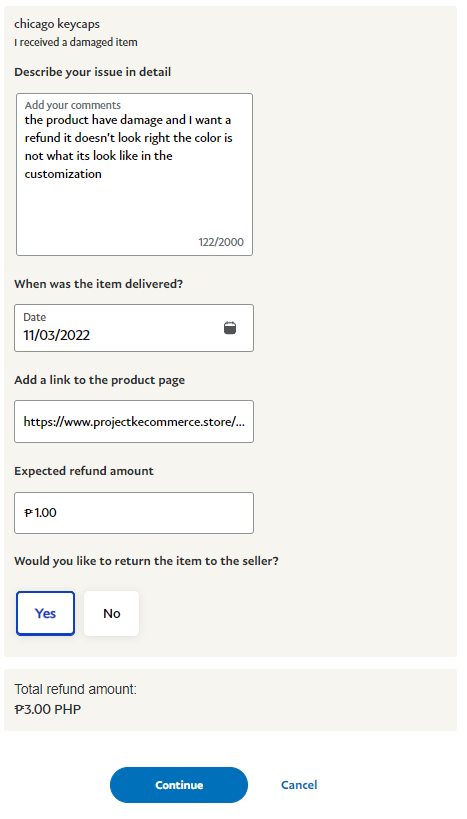 chicago keycaps
I received a damaged item
Describe your issue in detail
Add your comments
the product have damage and I want a
refund it doesn't look right the color is
not what its look like in the
customization
122/2000
When was the item delivered?
Date
11/03/2022
Add a link to the product page
https://www.projectkecommerce.store/...
Expected refund amount
₱1.00
Would you like to return the item to the seller?
Yes No
Total refund amount:
₱3.00 PHP
Continue Cancel